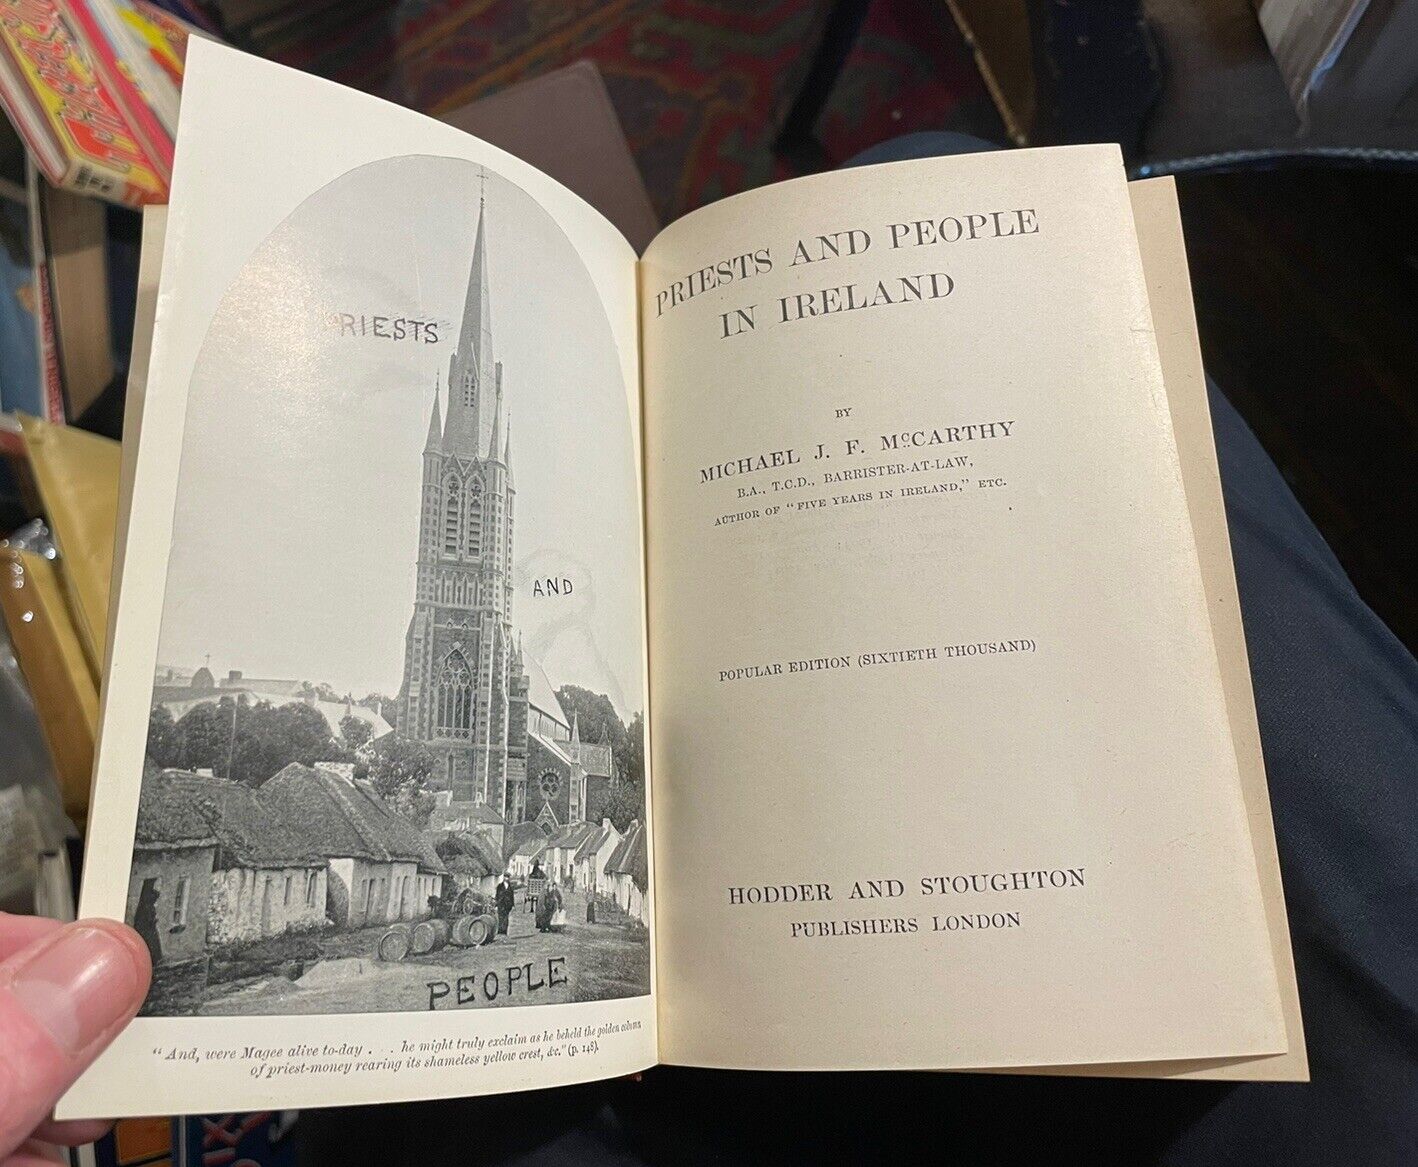 PRIESTS
AND
PEOPLE
"And, were Magee alive to-day . . . he might truly exclaim as he beheld the golden column
of priest-money rearing its shameless yellow crest, &c." (p. 148).
PRIESTS AND PEOPLE
IN IRELAND
BY
MICHAEL J. F. McCARTHY
B.A., T.C.D., BARRISTER-AT-LAW,
AUTHOR OF "FIVE YEARS IN IRELAND," ETC.
POPULAR EDITION (SIXTIETH THOUSAND)
HODDER AND STOUGHTON
PUBLISHERS LONDON